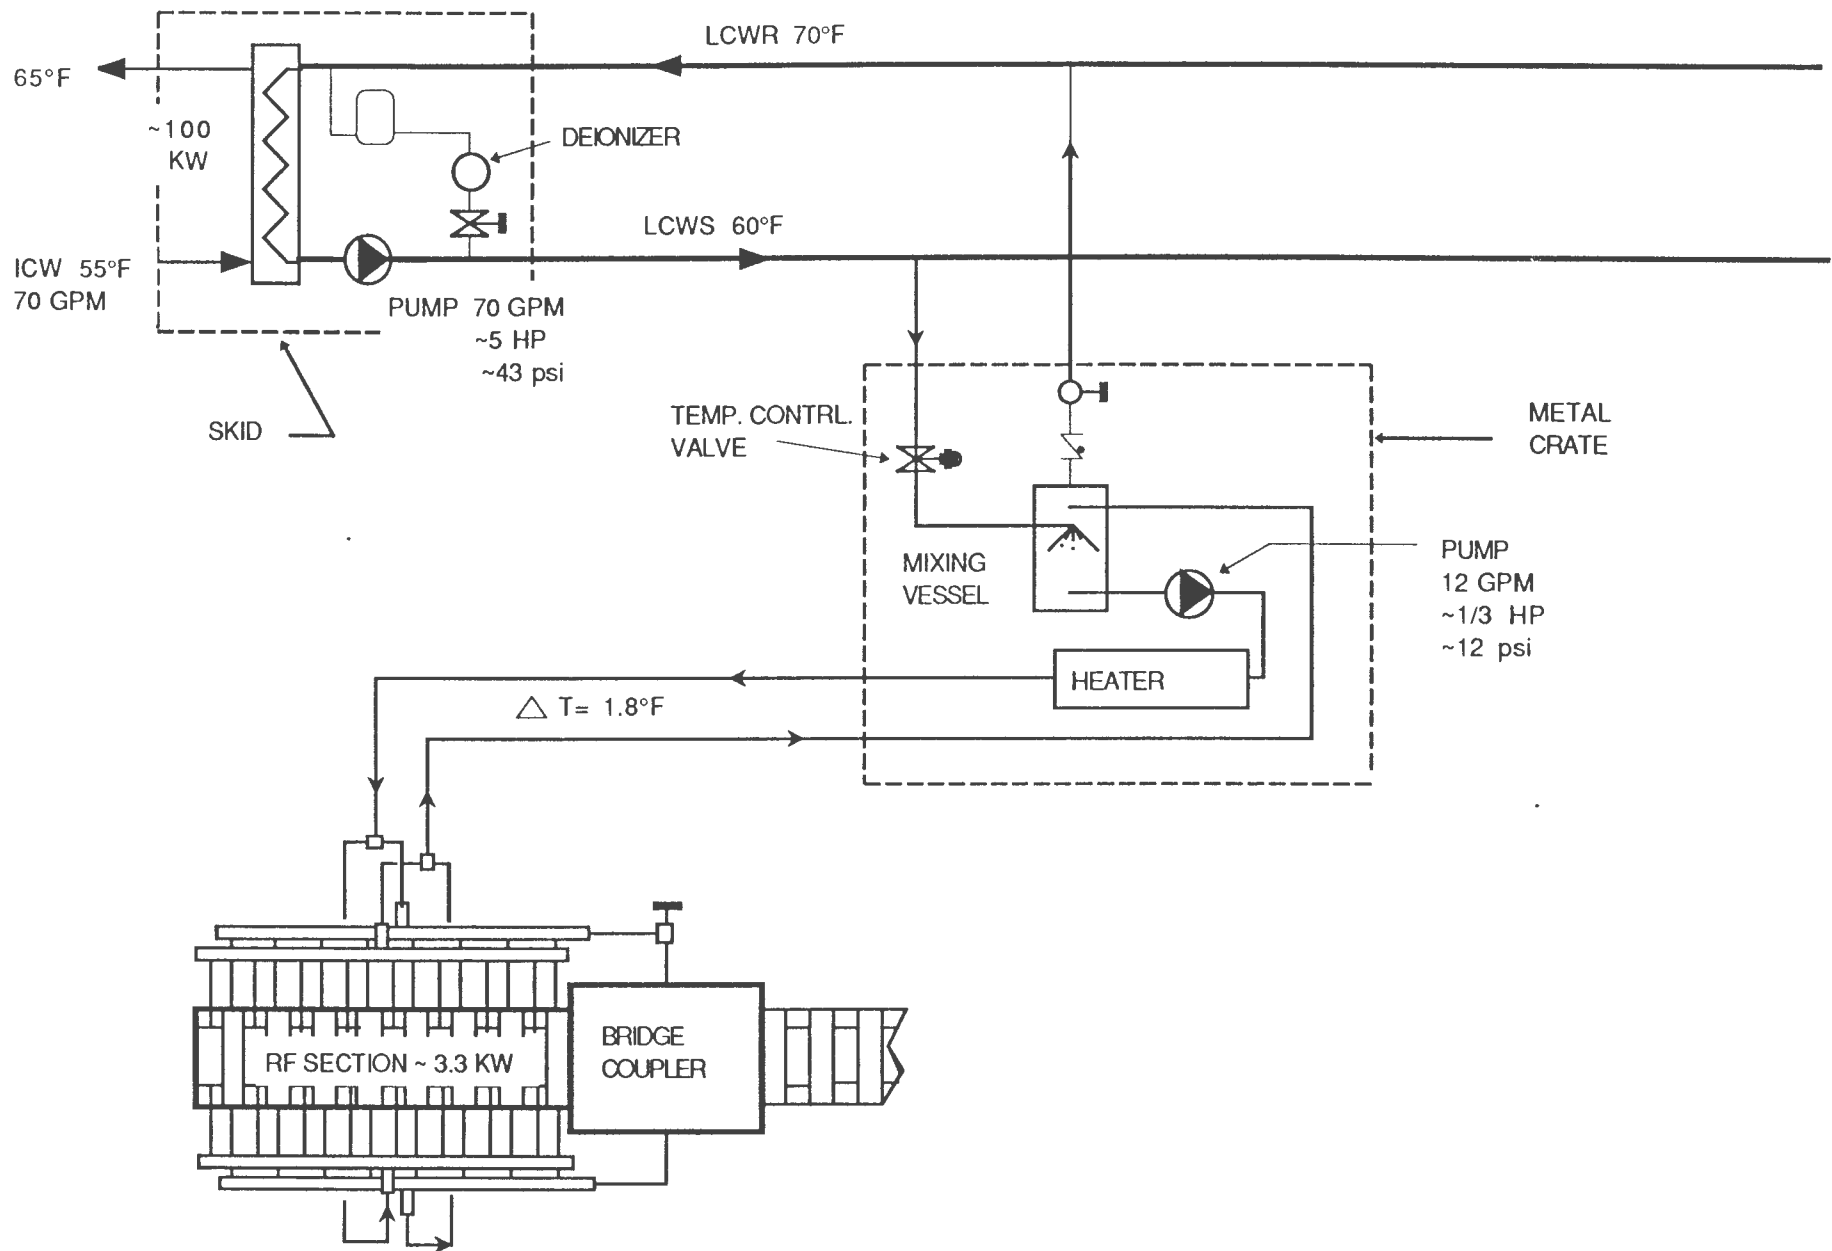 LCWR 70°F
65°F
~100
KW
DEIONIZER
LCWS 60°F
ICW 55°F
70 GPM
PUMP 70 GPM
~5 HP
~43 psi
SKID
TEMP. CONTRL.
VALVE
METAL
CRATE
MIXING
VESSEL
PUMP
12 GPM
~1/3 HP
~12 psi
HEATER
△ T= 1.8°F
RF SECTION ~ 3.3 KW
BRIDGE
COUPLER